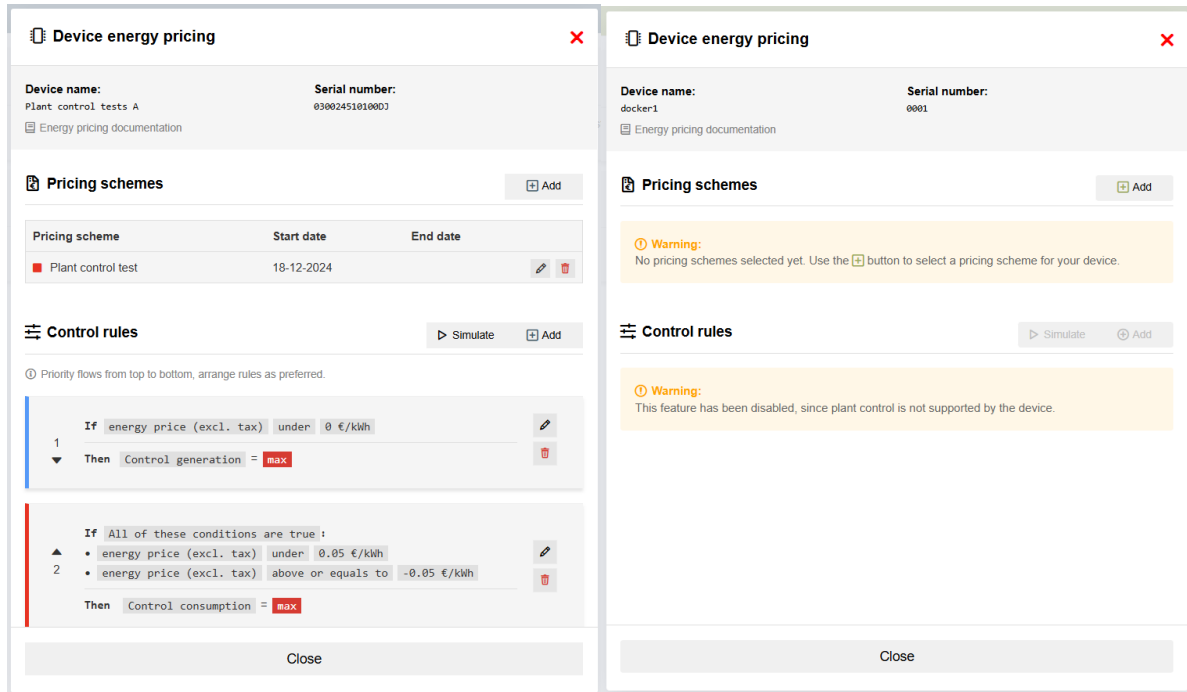 Device energy pricing
Device name:
Serial number:
Plant control tests A
030024510100DJ
Energy pricing documentation
Pricing schemes
Add
Pricing scheme
Start date
End date
Plant control test
18-12-2024
Control rules
Simulate
Add
Priority flows from top to bottom, arrange rules as preferred.
1
If energy price (excl. tax) under 0 €/kWh
Then Control generation = max
2
If All of these conditions are true :
• energy price (excl. tax) under 0.05 €/kWh
• energy price (excl. tax) above or equals to -0.05 €/kWh
Then Control consumption = max
Close
Device energy pricing
Device name:
Serial number:
docker1
0001
Energy pricing documentation
Pricing schemes
Add
Warning:
No pricing schemes selected yet. Use the button to select a pricing scheme for your device.
Control rules
Simulate
Add
Warning:
This feature has been disabled, since plant control is not supported by the device.
Close